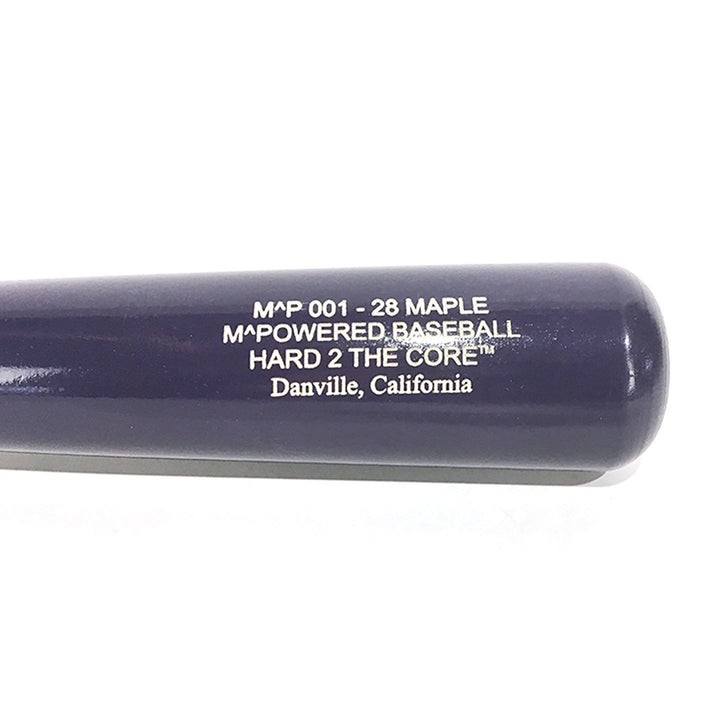 M^P 001 - 28 MAPLE
M^POWERED BASEBALL
HARD 2 THE CORE™
Danville, California